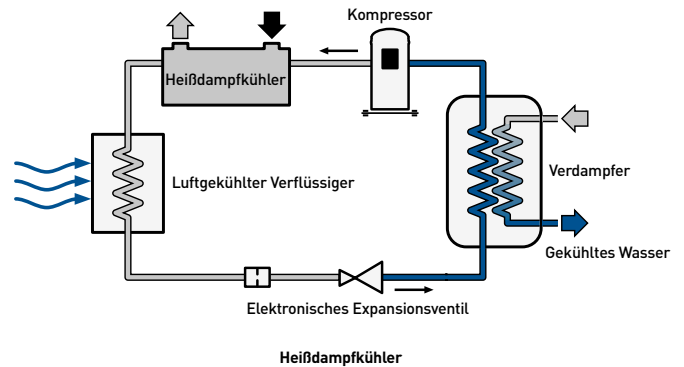 Kompressor
Heißdampfkühler
Luftgekühlter Verflüssiger
Verdampfer
Gekühltes Wasser
Elektronisches Expansionsventil
Heißdampfkühler